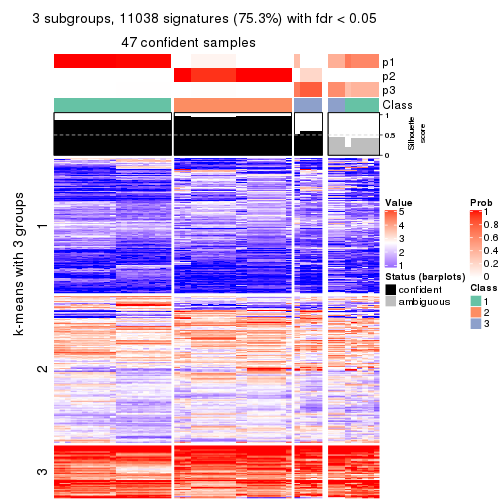 3 subgroups, 11038 signatures (75.3%) with fdr < 0.05
47 confident samples
p1
p2
p3
Class
1
0.5
0
Silhouette
score
k-means with 3 groups
1
2
3
Value
5
4
3
2
1
Status (barplots)
confident
ambiguous
Prob
1
0.8
0.6
0.4
0.2
0
Class
1
2
3